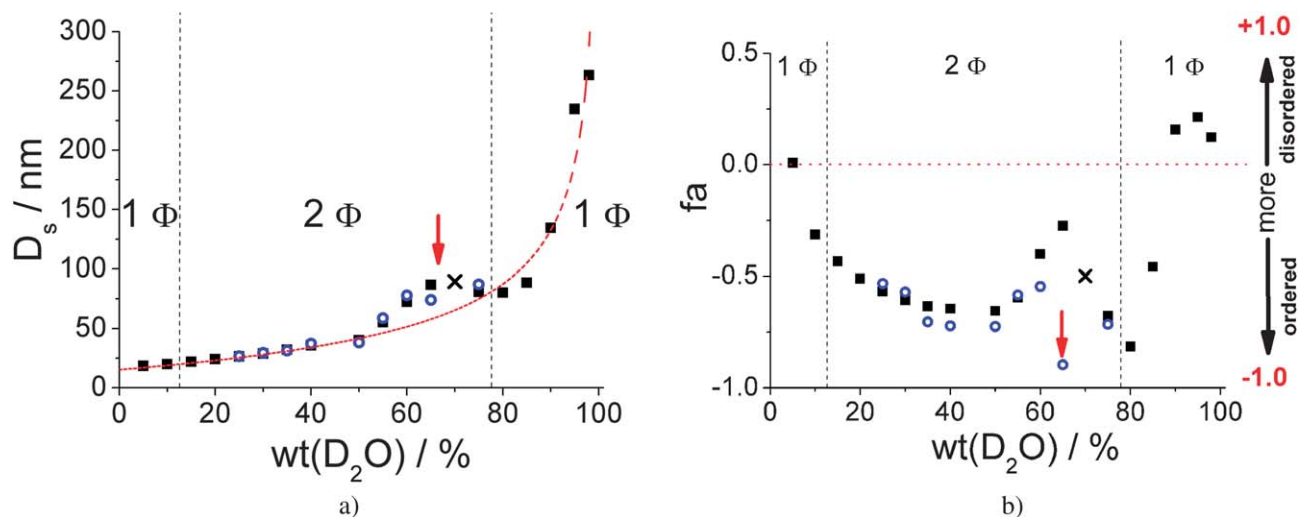 300
250
200
150
100
50
0
D_s / nm
1 Φ
2 Φ
1 Φ
0 20 40 60 80 100
wt(D₂O) / %
a)
0.5
0.0
-0.5
-1.0
fa
1 Φ
2 Φ
1 Φ
0 20 40 60 80 100
wt(D₂O) / %
b)
+1.0
disordered
more
ordered
-1.0